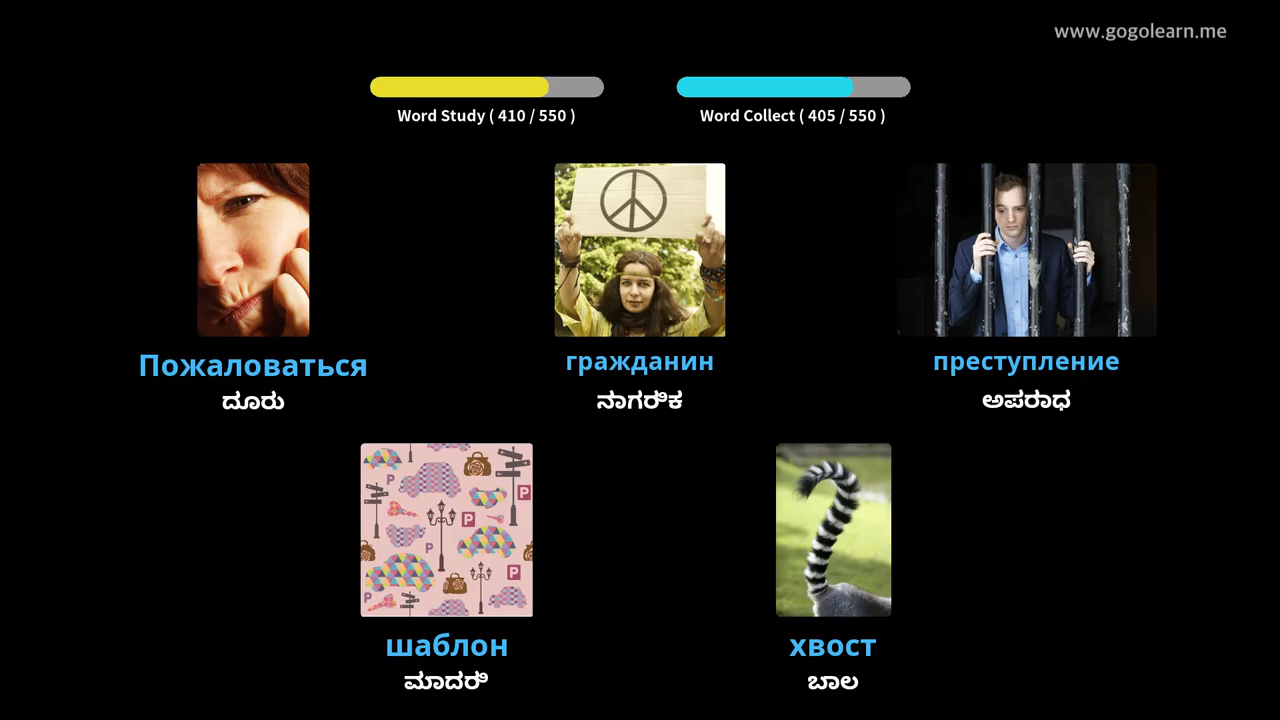 www.gogolearn.me
Word Study ( 410 / 550 )
Word Collect ( 405 / 550 )
Пожаловаться
ದೂರು
гражданин
ನಾಗರಿಕ
преступление
ಅಪರಾಧ
P
P
P
P
P
P
шаблон
ಮಾದರಿ
хвост
ಬಾಲ